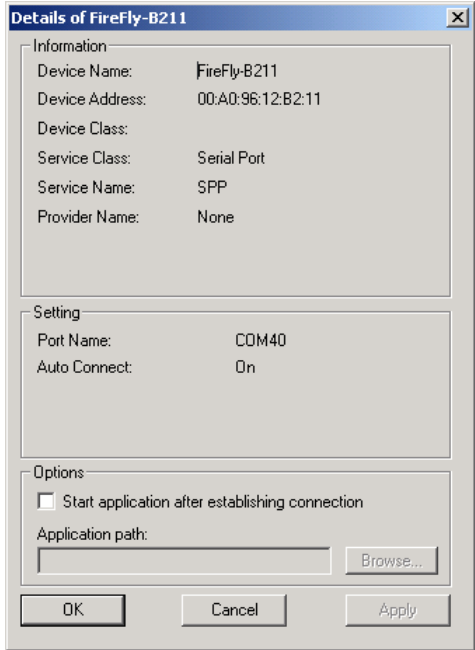 Details of FireFly-B211
Information
Device Name: FireFly-B211
Device Address: 00:A0:96:12:B2:11
Device Class:
Service Class: Serial Port
Service Name: SPP
Provider Name: None
Setting
Port Name: COM40
Auto Connect: On
Options
Start application after establishing connection
Application path:
Browse...
OK Cancel Apply